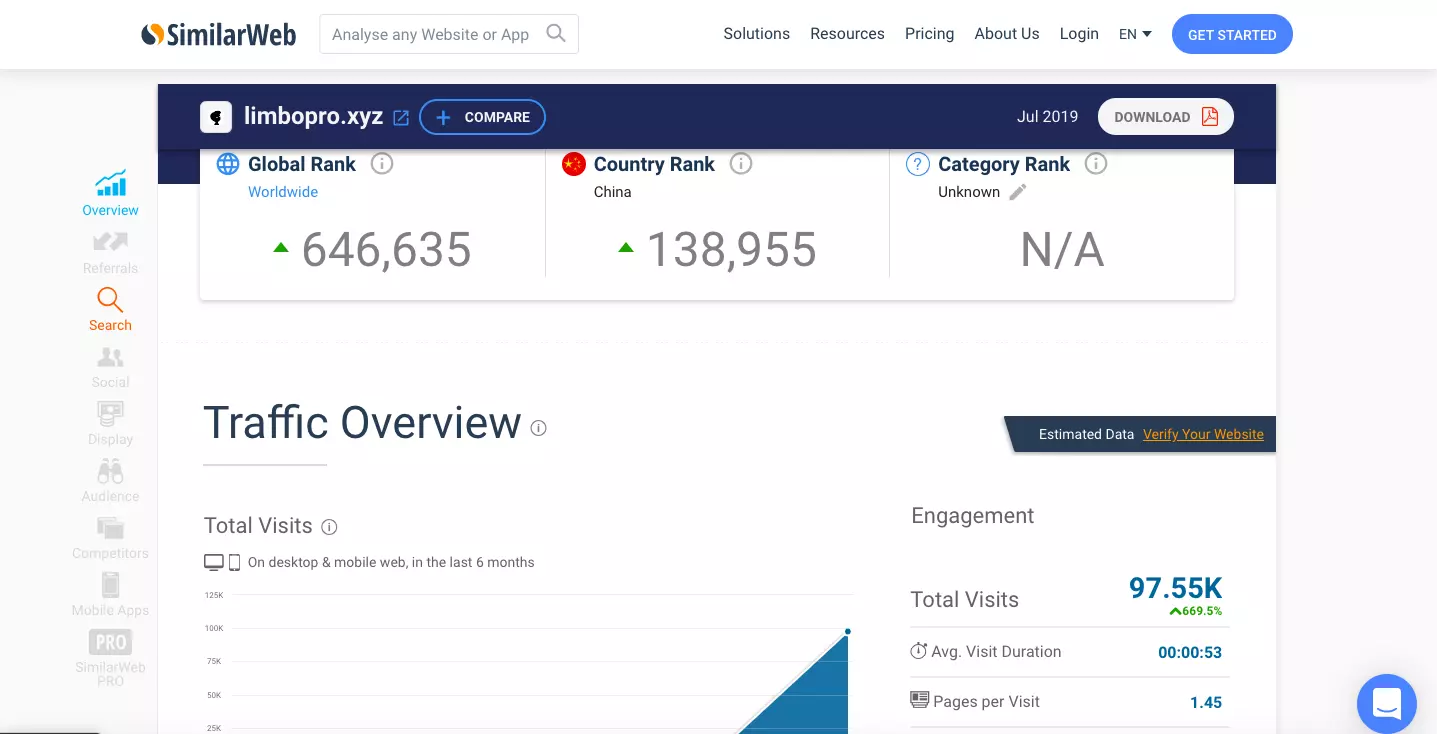 SimilarWeb
Analyse any Website or App
Solutions Resources Pricing About Us Login EN GET STARTED
limbopro.xyz COMPARE Jul 2019 DOWNLOAD
Global Rank
Worldwide
646,635
Country Rank
China
138,955
Category Rank
Unknown
N/A
Overview
Referrals
Search
Social
Display
Audience
Competitors
Mobile Apps
PRO
SimilarWeb
PRO
Traffic Overview
Estimated Data Verify Your Website
Total Visits
On desktop & mobile web, in the last 6 months
125K
100K
75K
50K
25K
Engagement
Total Visits 97.55K
669.5%
Avg. Visit Duration 00:00:53
Pages per Visit 1.45